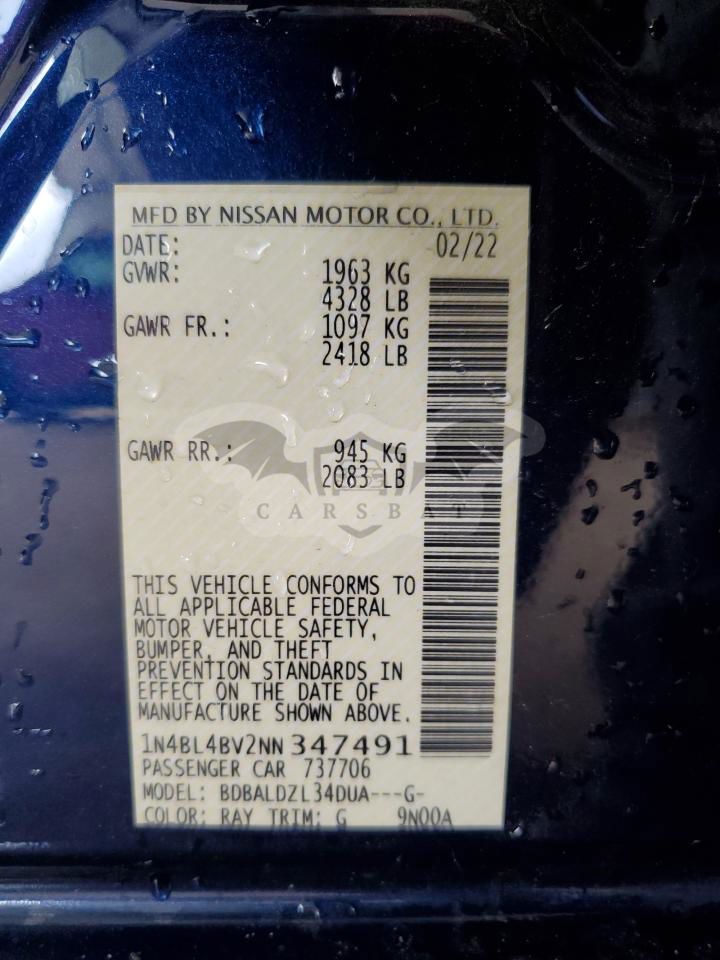 MFD BY NISSAN MOTOR CO., LTD.
DATE: 02/22
GVWR: 1963 KG
4328 LB
GAWR FR.: 1097 KG
2418 LB
GAWR RR.: 945 KG
2083 LB
CARSBAT
THIS VEHICLE CONFORMS TO
ALL APPLICABLE FEDERAL
MOTOR VEHICLE SAFETY,
BUMPER, AND THEFT
PREVENTION STANDARDS IN
EFFECT ON THE DATE OF
MANUFACTURE SHOWN ABOVE.
1N4BL4BV2NN 347491
PASSENGER CAR 737706
MODEL: BDBALDZL34DUA---G-
COLOR: RAY TRIM: G 9N00A